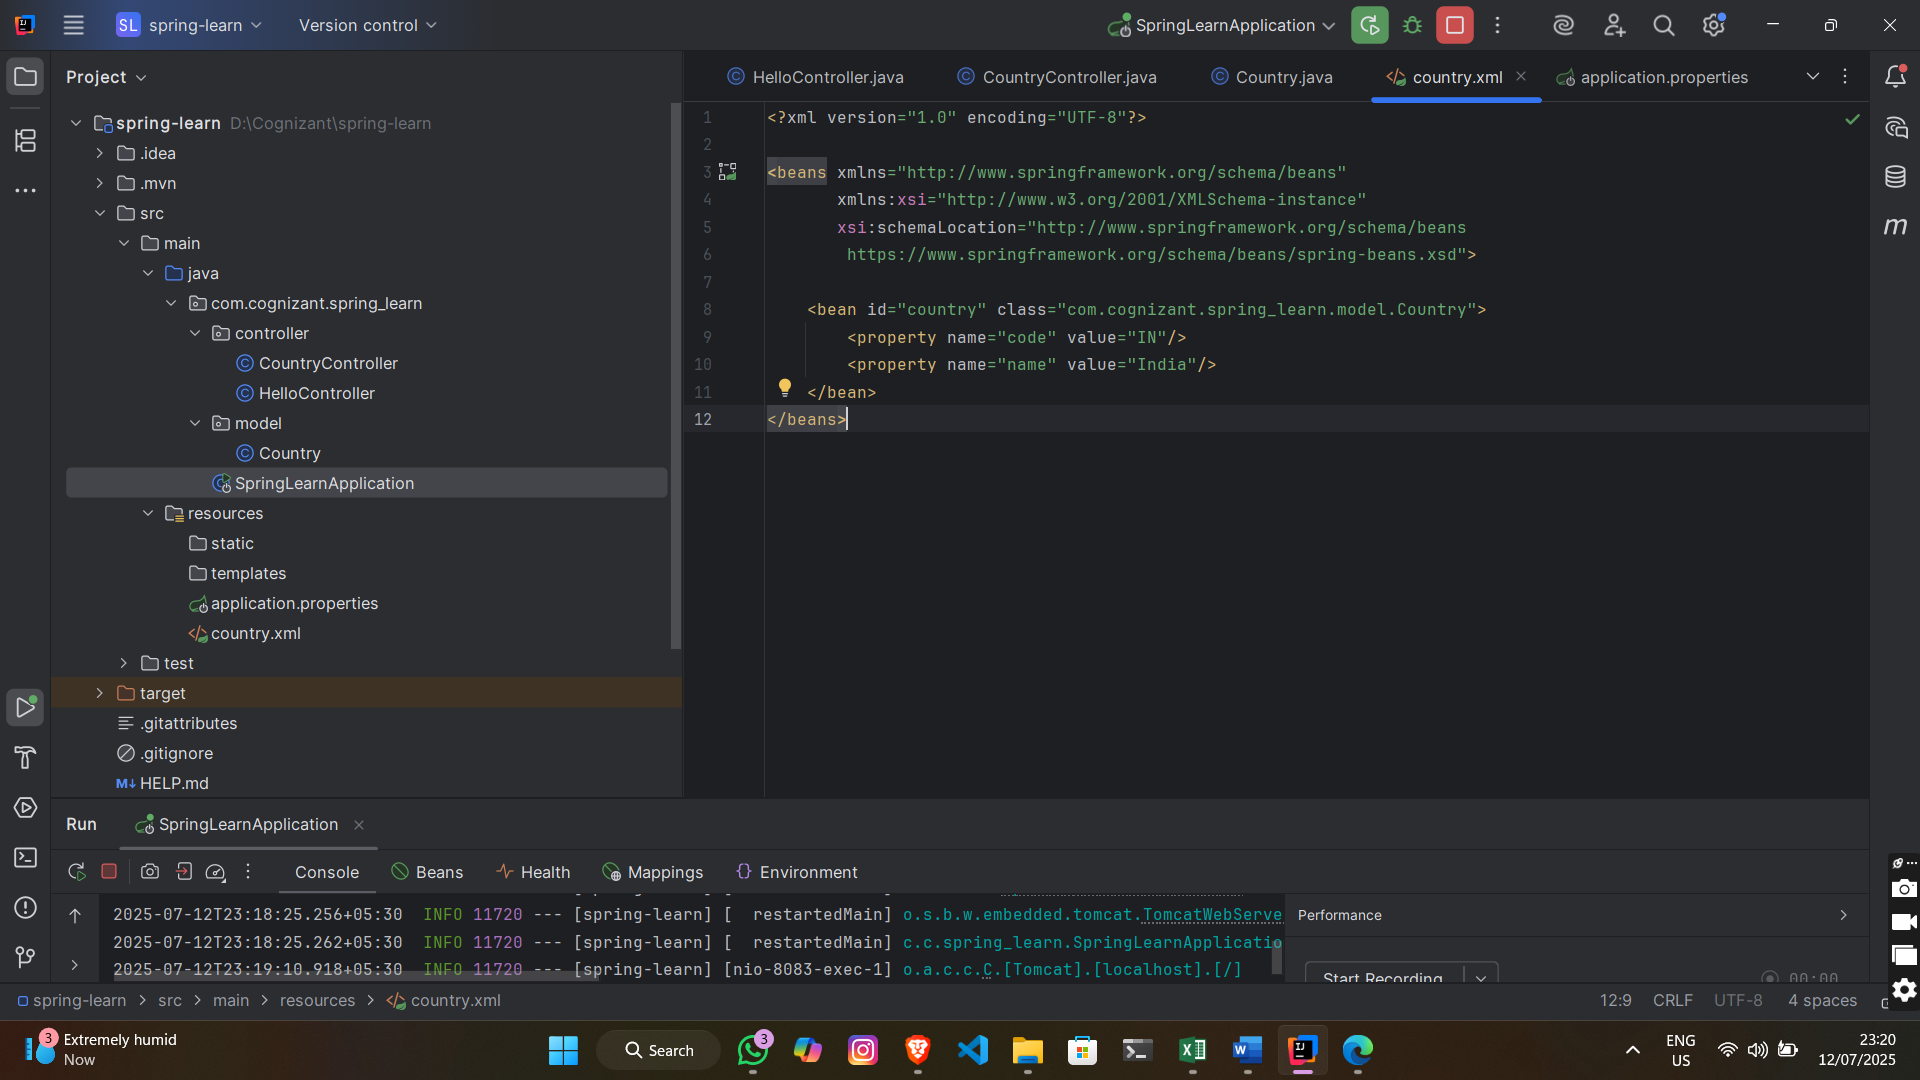 SL spring-learn Version control SpringLearnApplication
Project
HelloController.java CountryController.java Country.java country.xml application.properties
spring-learn D:\Cognizant\spring-learn
.idea
.mvn
src
main
java
com.cognizant.spring_learn
controller
CountryController
HelloController
model
Country
SpringLearnApplication
resources
static
templates
application.properties
country.xml
test
target
.gitattributes
.gitignore
M↓ HELP.md
1 <?xml version="1.0" encoding="UTF-8"?>
2
3 <beans xmlns="http://www.springframework.org/schema/beans"
4 xmlns:xsi="http://www.w3.org/2001/XMLSchema-instance"
5 xsi:schemaLocation="http://www.springframework.org/schema/beans
6 https://www.springframework.org/schema/beans/spring-beans.xsd">
7
8 <bean id="country" class="com.cognizant.spring_learn.model.Country">
9 <property name="code" value="IN"/>
10 <property name="name" value="India"/>
11 </bean>
12 </beans>
m
Run SpringLearnApplication
Console Beans Health Mappings Environment
2025-07-12T23:18:25.256+05:30 INFO 11720 --- [spring-learn] [ restartedMain] o.s.b.w.embedded.tomcat.TomcatWebServe
2025-07-12T23:18:25.262+05:30 INFO 11720 --- [spring-learn] [ restartedMain] c.c.spring_learn.SpringLearnApplicatio
2025-07-12T23:19:10.918+05:30 INFO 11720 --- [spring-learn] [nio-8083-exec-1] o.a.c.c.C.[Tomcat].[localhost].[/]
Performance
Start Recording 00:00
spring-learn > src > main > resources > country.xml 12:9 CRLF UTF-8 4 spaces
3 Extremely humid
Now
Search
3
ENG
US
23:20
12/07/2025